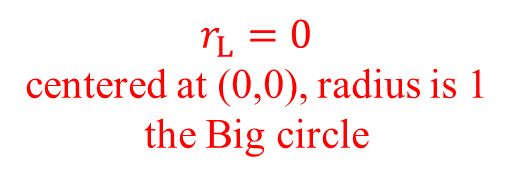 r_L = 0
centered at (0,0), radius is 1
the Big circle